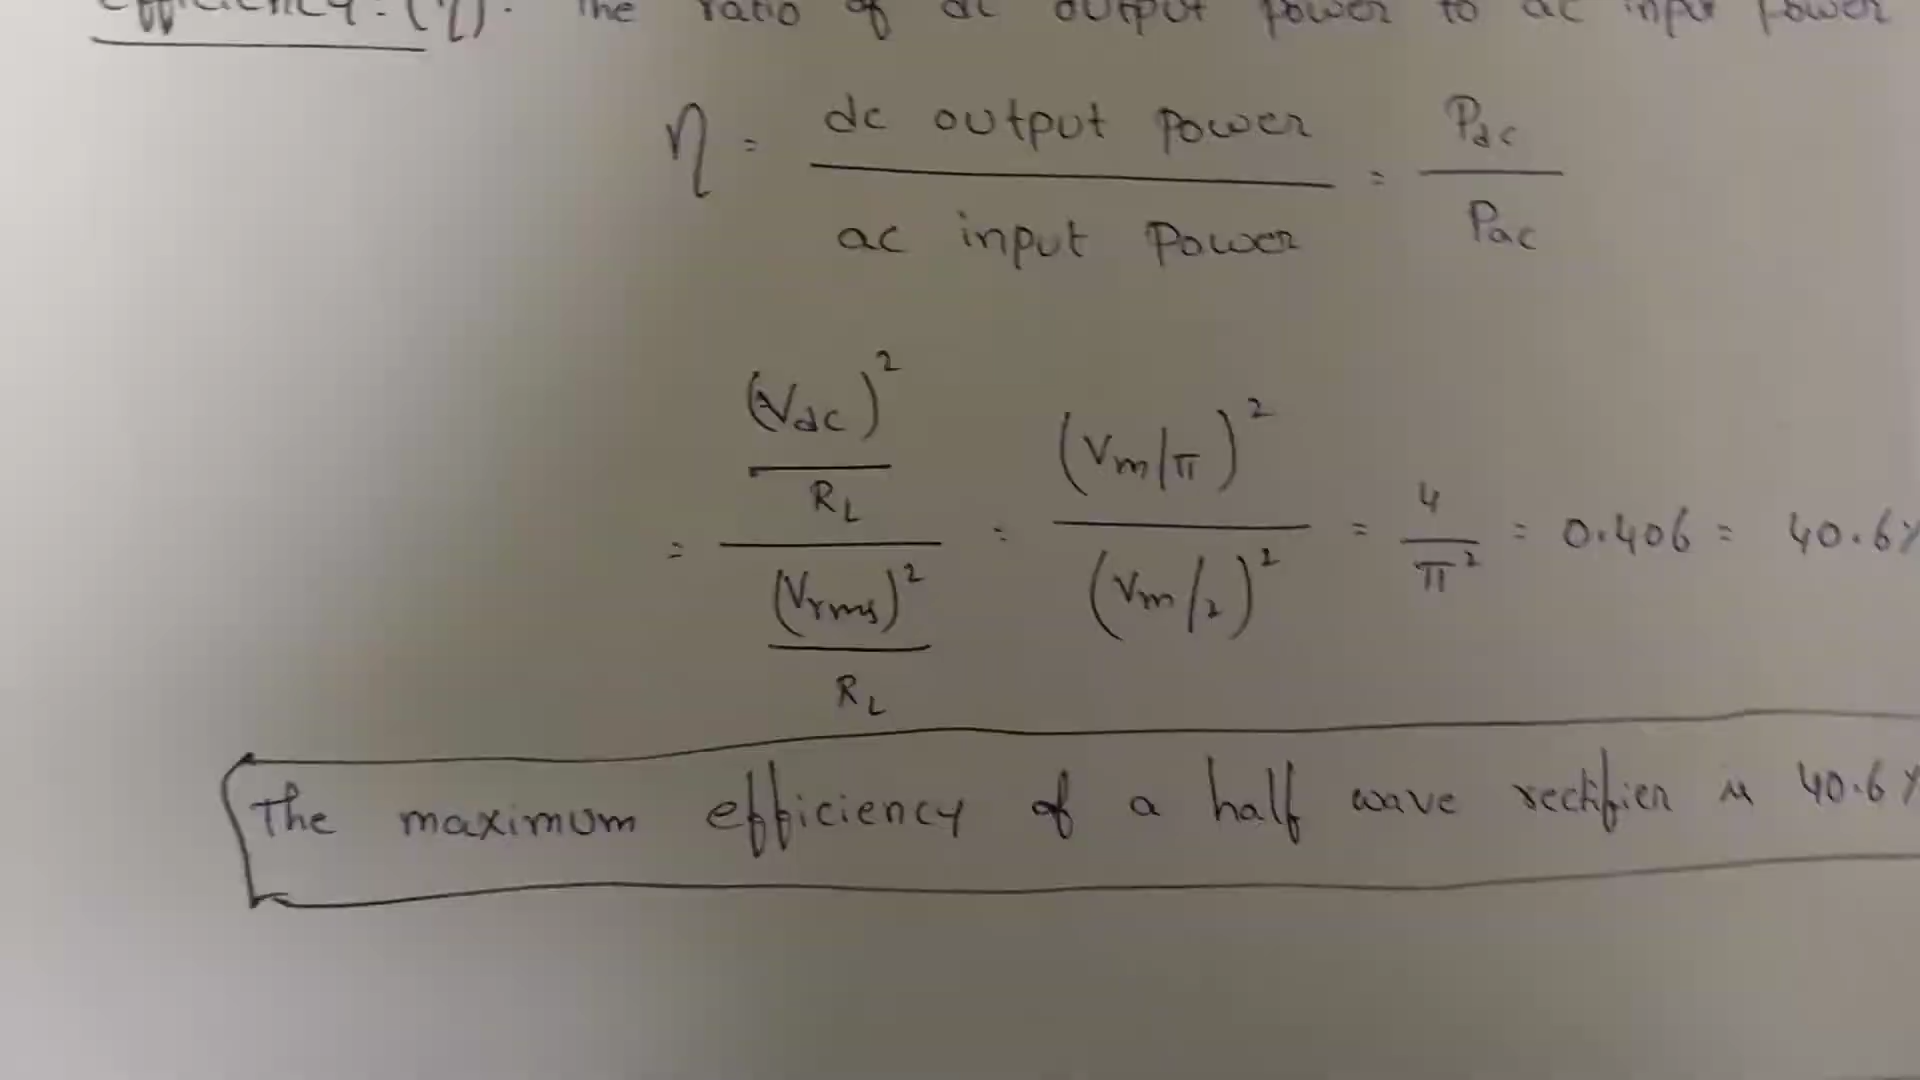 efficiency : (η). The ratio of dc output power to ac input power
η = dc output power / ac input power = Pdc / Pac
= ((Vdc)² / RL) / ((Vrms)² / RL) = (Vm/π)² / (Vm/2)² = 4 / π² = 0.406 = 40.6%
The maximum efficiency of a half wave rectifier is 40.6%